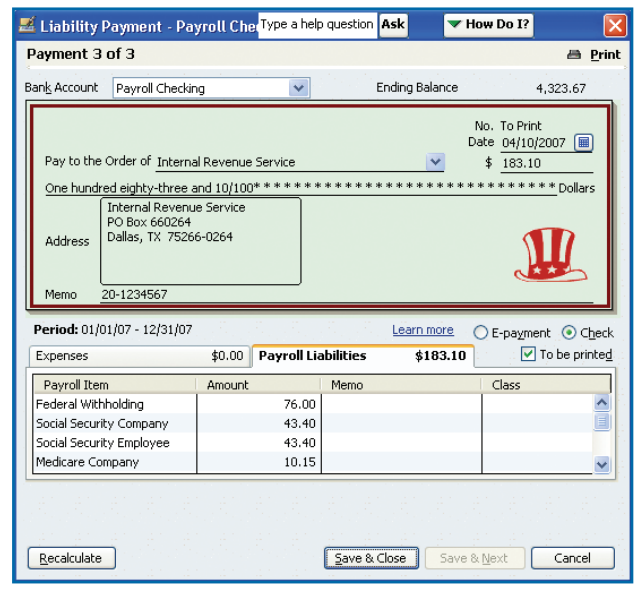 Liability Payment - Payroll Che Type a help question Ask How Do I?
Payment 3 of 3 Print
Bank Account Payroll Checking Ending Balance 4,323.67
No. To Print
Date 04/10/2007
Pay to the Order of Internal Revenue Service $ 183.10
One hundred eighty-three and 10/100* * * * * * * * * * * * * * * * * * * * * * * * * * * * * * * * * * Dollars
Internal Revenue Service
PO Box 660264
Address Dallas, TX 75266-0264
Memo 20-1234567
Period: 01/01/07 - 12/31/07 Learn more E-payment Check
Expenses $0.00 Payroll Liabilities $183.10 To be printed
Payroll Item Amount Memo Class
Federal Withholding 76.00
Social Security Company 43.40
Social Security Employee 43.40
Medicare Company 10.15
Recalculate Save & Close Save & Next Cancel